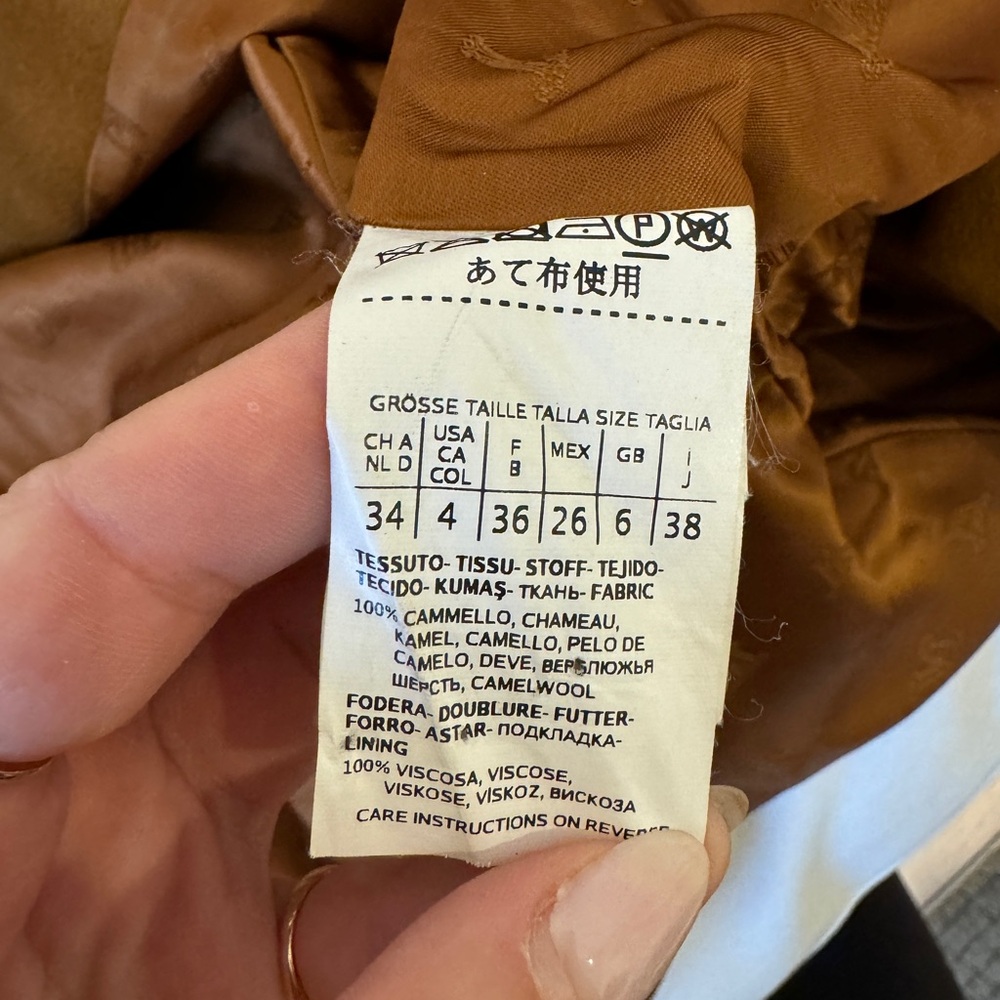 あて布使用
GRÖSSE TAILLE TALLA SIZE TAGLIA
CH A NL D | USA CA COL | F B | MEX | GB | I J
34 | 4 | 36 | 26 | 6 | 38
TESSUTO- TISSU- STOFF- TEJIDO-
TECIDO- KUMAŞ- ТКАНЬ- FABRIC
100% CAMMELLO, CHAMEAU,
KAMEL, CAMELLO, PELO DE
CAMELO, DEVE, ВЕРБЛЮЖЬЯ
ШЕРСТЬ, CAMELWOOL
FODERA- DOUBLURE- FUTTER-
FORRO- ASTAR- ПОДКЛАДКА-
LINING
100% VISCOSA, VISCOSE,
VISKOSE, VISKOZ, ВИСКОЗА
CARE INSTRUCTIONS ON REVERSE